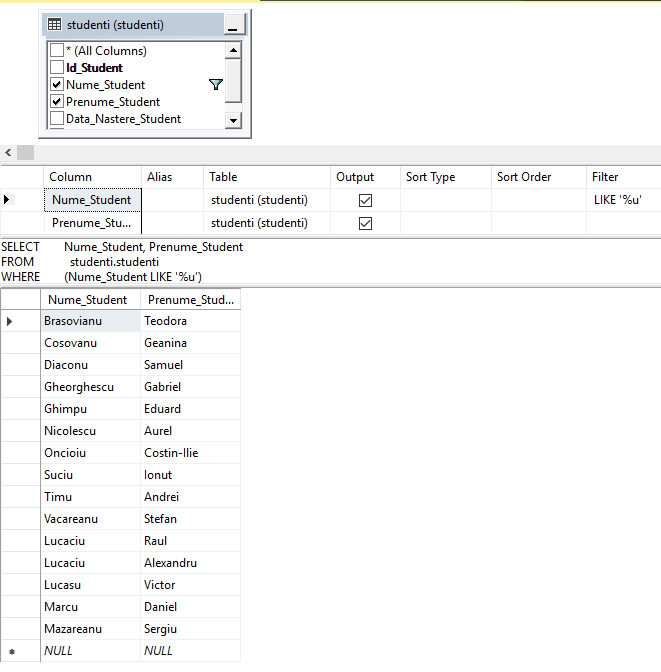 studenti (studenti)
* (All Columns)
Id_Student
Nume_Student
Prenume_Student
Data_Nastere_Student
Column Alias Table Output Sort Type Sort Order Filter
Nume_Student studenti (studenti) LIKE '%u'
Prenume_Stu... studenti (studenti)
SELECT Nume_Student, Prenume_Student
FROM studenti.studenti
WHERE (Nume_Student LIKE '%u')
Nume_Student Prenume_Stud...
Brasovianu Teodora
Cosovanu Geanina
Diaconu Samuel
Gheorghescu Gabriel
Ghimpu Eduard
Nicolescu Aurel
Oncioiu Costin-Ilie
Suciu Ionut
Timu Andrei
Vacareanu Stefan
Lucaciu Raul
Lucaciu Alexandru
Lucasu Victor
Marcu Daniel
Mazareanu Sergiu
NULL NULL